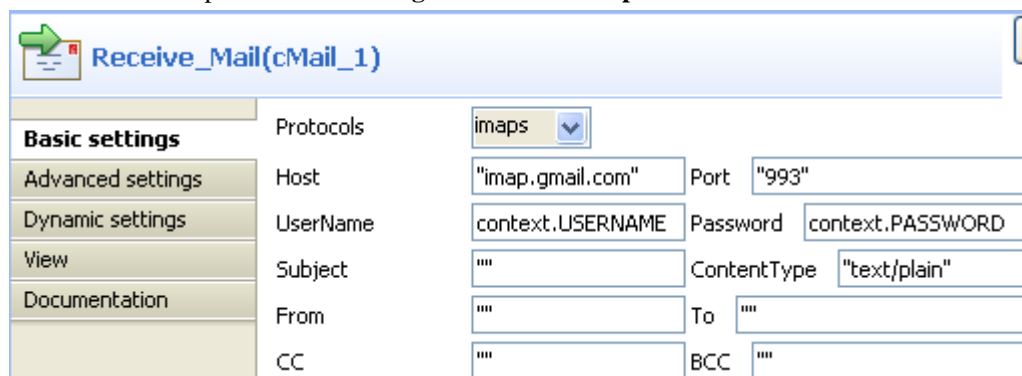 Receive_Mail(cMail_1)
Basic settings
Advanced settings
Dynamic settings
View
Documentation
Protocols imaps
Host "imap.gmail.com" Port "993"
UserName context.USERNAME Password context.PASSWORD
Subject "" ContentType "text/plain"
From "" To ""
CC "" BCC ""